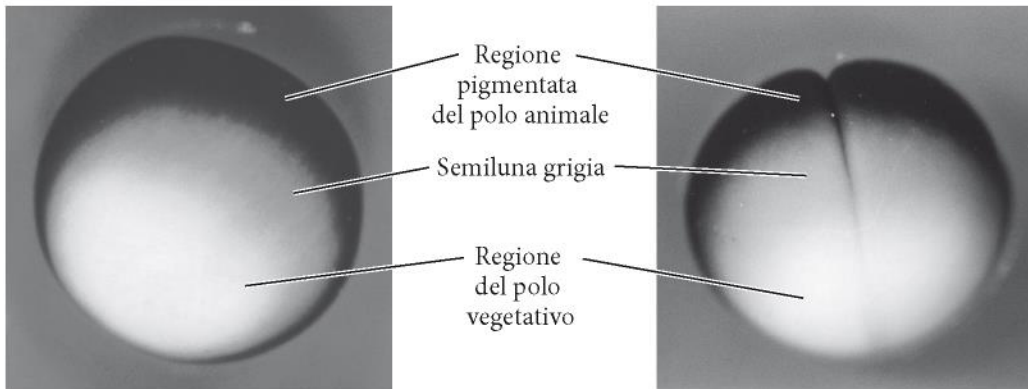 Regione
pigmentata
del polo animale
Semiluna grigia
Regione
del polo
vegetativo